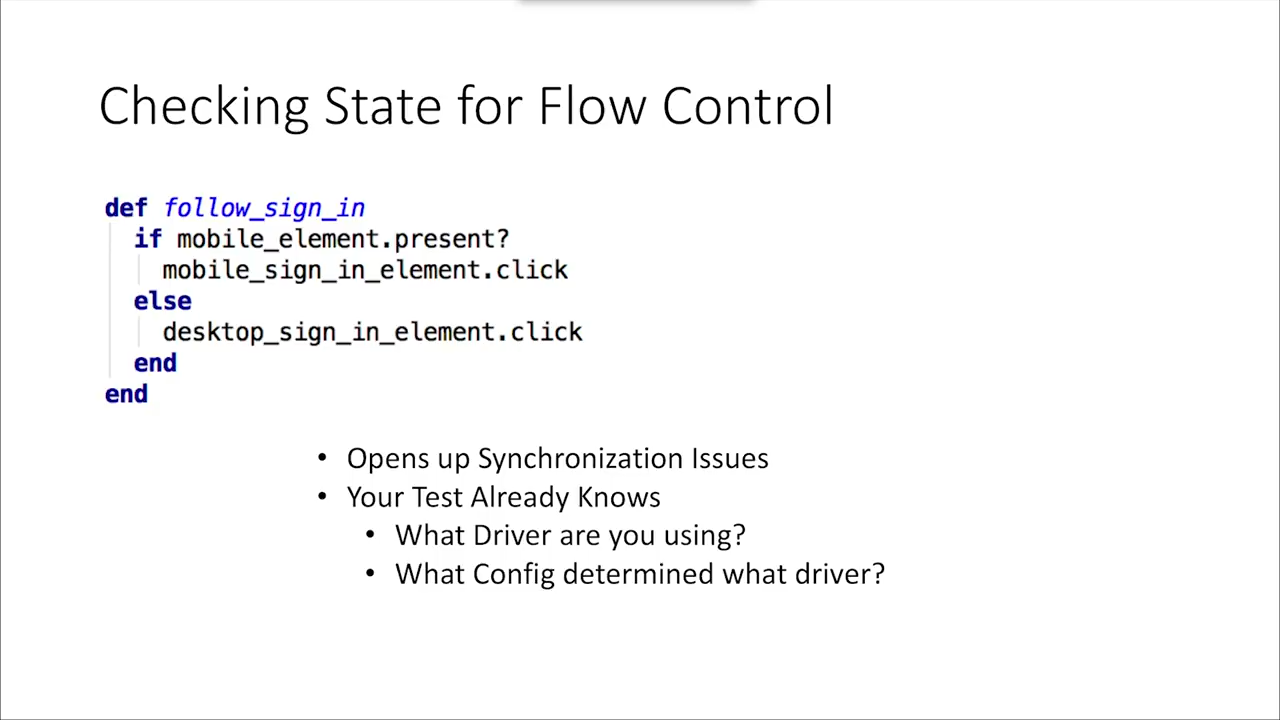 Checking State for Flow Control
def follow_sign_in
if mobile_element.present?
mobile_sign_in_element.click
else
desktop_sign_in_element.click
end
end
• Opens up Synchronization Issues
• Your Test Already Knows
• What Driver are you using?
• What Config determined what driver?